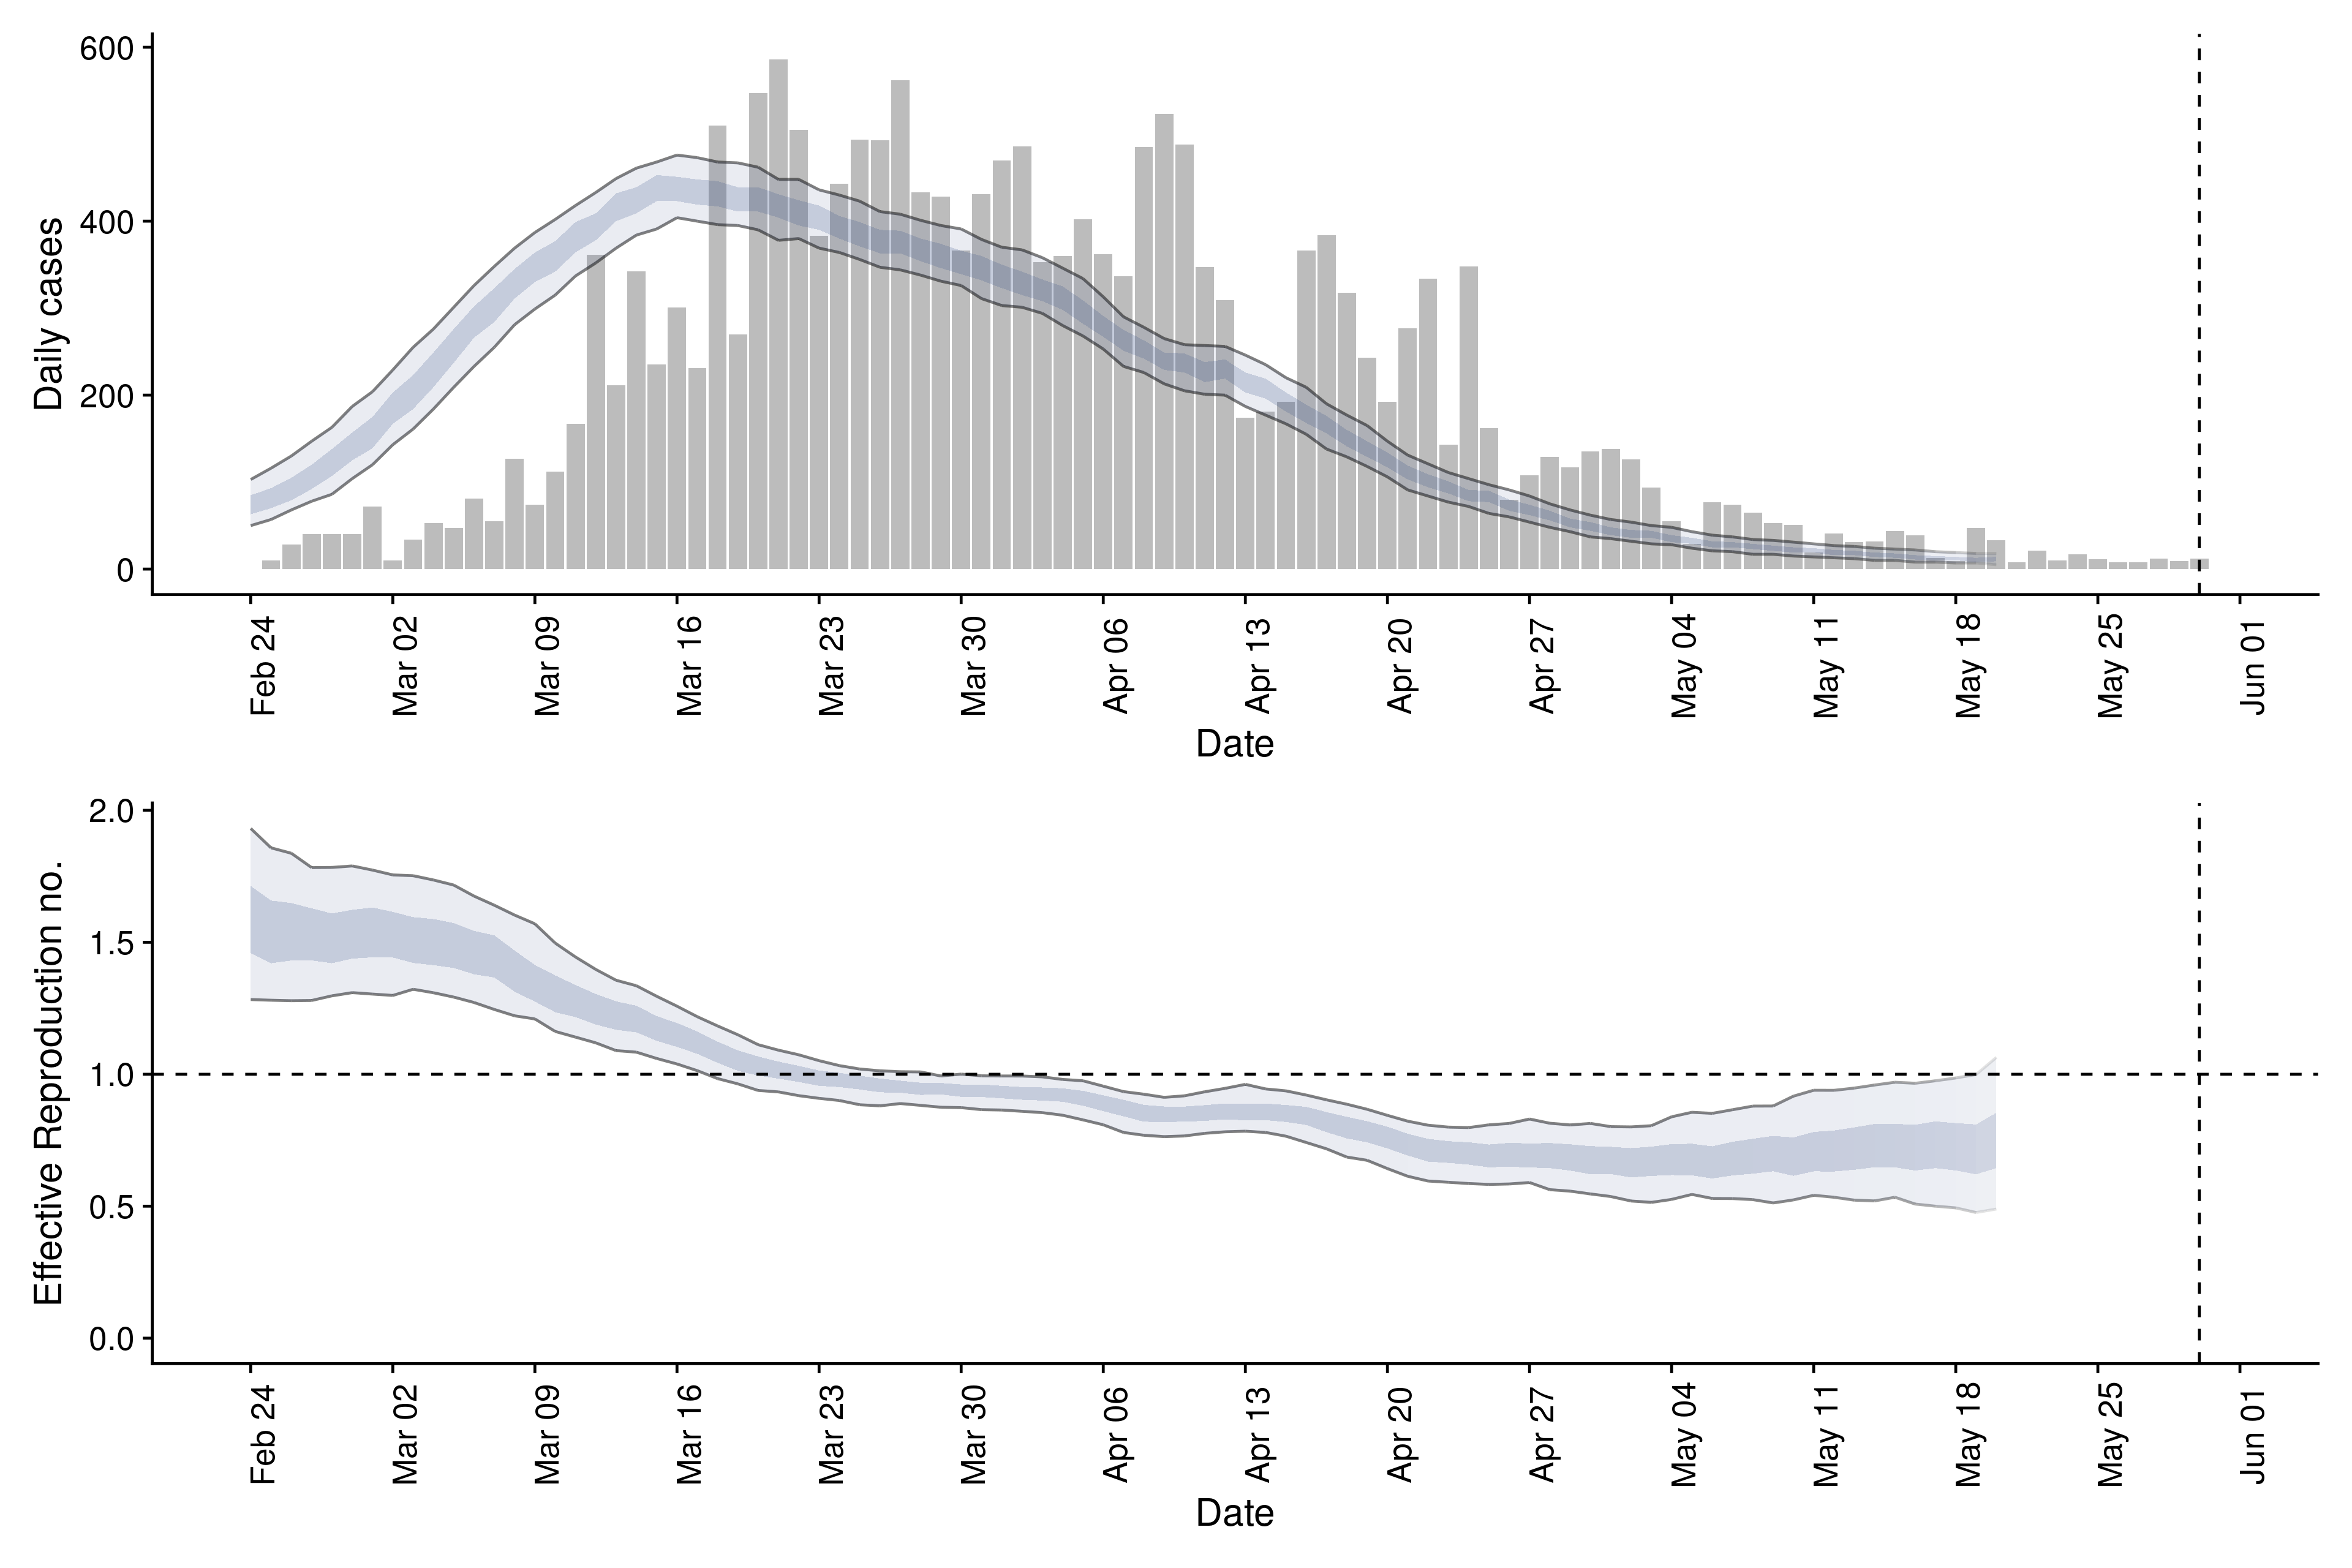 Daily cases
600
400
200
0
Feb 24
Mar 02
Mar 09
Mar 16
Mar 23
Mar 30
Apr 06
Apr 13
Apr 20
Apr 27
May 04
May 11
May 18
May 25
Jun 01
Date
Effective Reproduction no.
2.0
1.5
1.0
0.5
0.0
Feb 24
Mar 02
Mar 09
Mar 16
Mar 23
Mar 30
Apr 06
Apr 13
Apr 20
Apr 27
May 04
May 11
May 18
May 25
Jun 01
Date